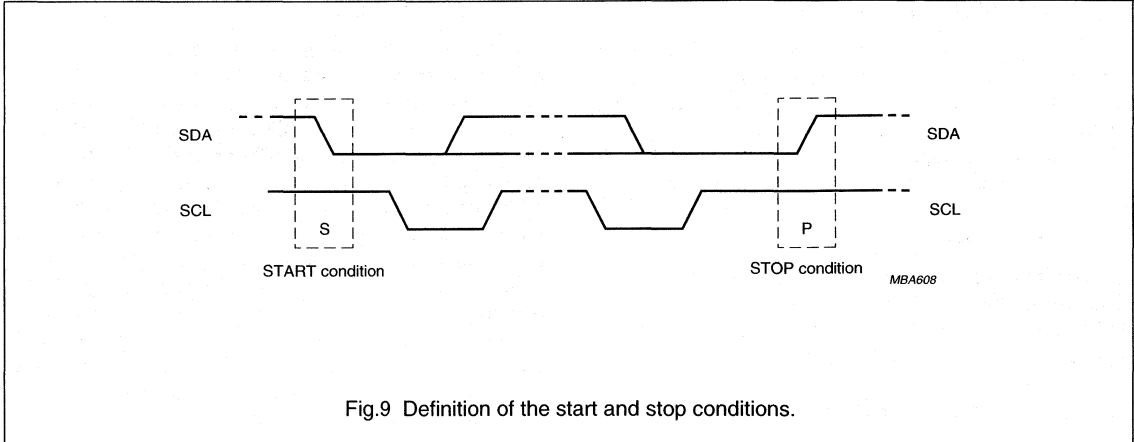 SDA SDA
SCL SCL
S P
START condition STOP condition
MBA608
Fig.9 Definition of the start and stop conditions.